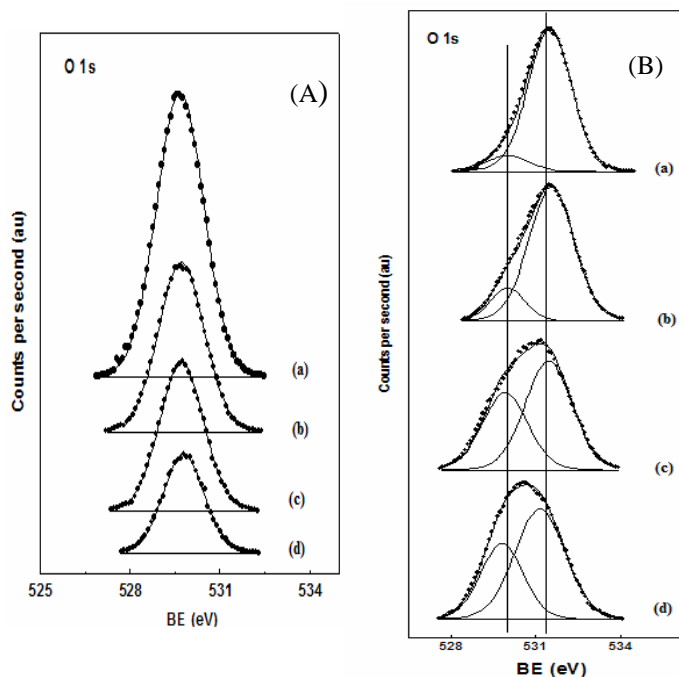 O 1s
(A)
(a)
(b)
(c)
(d)
Counts per second (au)
525
528
531
534
BE (eV)
O 1s
(B)
(a)
(b)
(c)
(d)
Counts per second (au)
528
531
534
BE (eV)